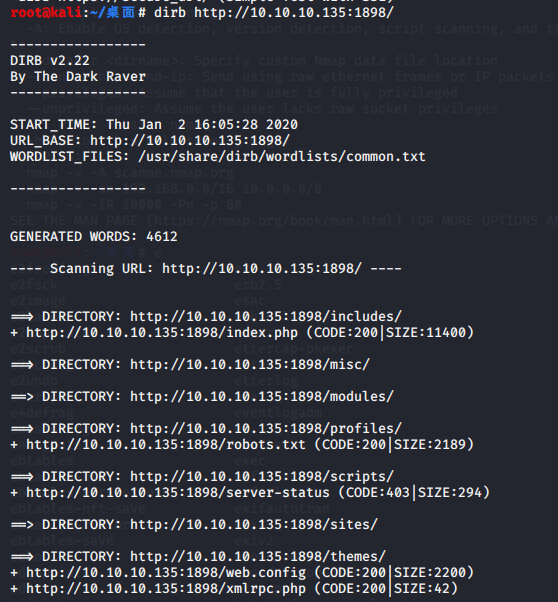 root@kali:~/桌面# dirb http://10.10.10.135:1898/
-----------------
DIRB v2.22
By The Dark Raver
-----------------
START_TIME: Thu Jan  2 16:05:28 2020
URL_BASE: http://10.10.10.135:1898/
WORDLIST_FILES: /usr/share/dirb/wordlists/common.txt
-----------------
GENERATED WORDS: 4612
---- Scanning URL: http://10.10.10.135:1898/ ----
==> DIRECTORY: http://10.10.10.135:1898/includes/
+ http://10.10.10.135:1898/index.php (CODE:200|SIZE:11400)
==> DIRECTORY: http://10.10.10.135:1898/misc/
==> DIRECTORY: http://10.10.10.135:1898/modules/
==> DIRECTORY: http://10.10.10.135:1898/profiles/
+ http://10.10.10.135:1898/robots.txt (CODE:200|SIZE:2189)
==> DIRECTORY: http://10.10.10.135:1898/scripts/
+ http://10.10.10.135:1898/server-status (CODE:403|SIZE:294)
==> DIRECTORY: http://10.10.10.135:1898/sites/
==> DIRECTORY: http://10.10.10.135:1898/themes/
+ http://10.10.10.135:1898/web.config (CODE:200|SIZE:2200)
+ http://10.10.10.135:1898/xmlrpc.php (CODE:200|SIZE:42)